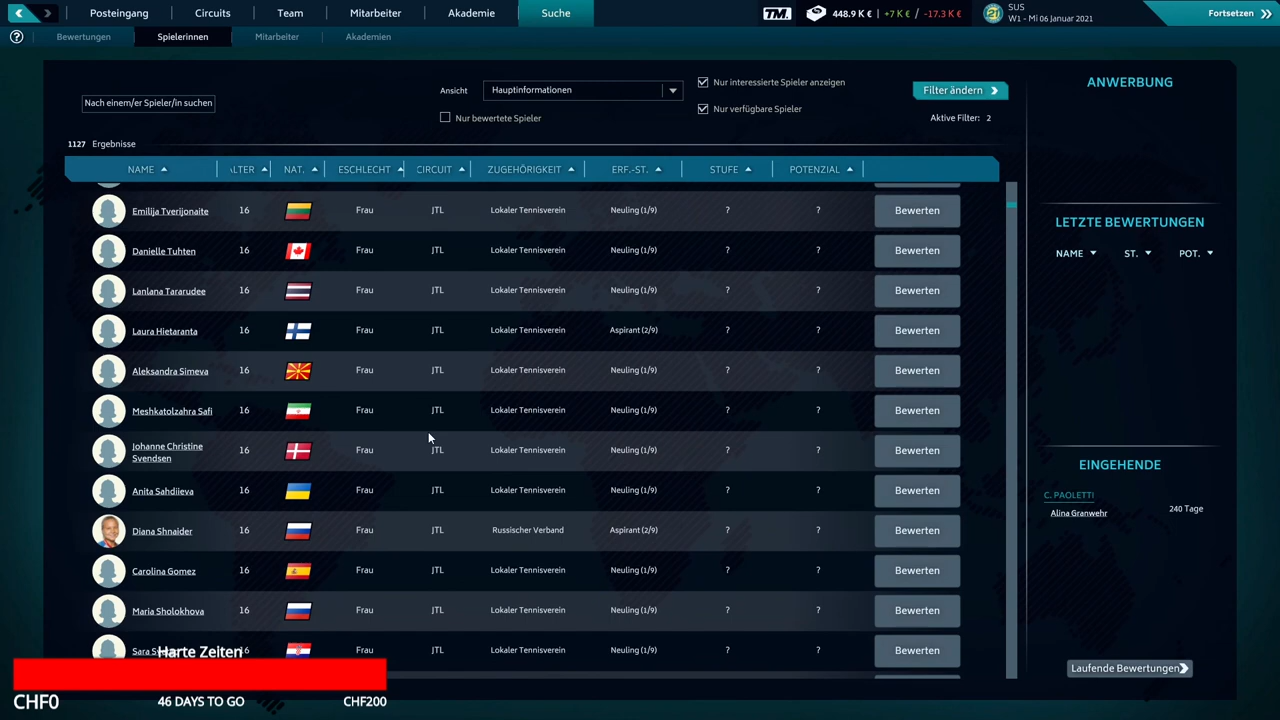 Posteingang Circuits Team Mitarbeiter Akademie Suche TM. 448.9 K € | +7 K € / -17.3 K € 21 SUS Fortsetzen
W1 - Mi 06 Januar 2021
? Bewertungen Spielerinnen Mitarbeiter Akademien
Nach einem/er Spieler/in suchen
Ansicht Hauptinformationen
Nur bewertete Spieler
Nur interessierte Spieler anzeigen
Nur verfügbare Spieler
Filter ändern
Aktive Filter: 2
1127 Ergebnisse
NAME ALTER NAT. ESCHLECHT CIRCUIT ZUGEHÖRIGKEIT ERF.-ST. STUFE POTENZIAL
Emilija Tverijonaite 16 Frau JTL Lokaler Tennisverein Neuling (1/9) ? ? Bewerten
Danielle Tuhten 16 Frau JTL Lokaler Tennisverein Neuling (1/9) ? ? Bewerten
Lanlana Tararudee 16 Frau JTL Lokaler Tennisverein Neuling (1/9) ? ? Bewerten
Laura Hietaranta 16 Frau JTL Lokaler Tennisverein Aspirant (2/9) ? ? Bewerten
Aleksandra Simeva 16 Frau JTL Lokaler Tennisverein Neuling (1/9) ? ? Bewerten
Meshkatolzahra Safi 16 Frau JTL Lokaler Tennisverein Neuling (1/9) ? ? Bewerten
Johanne Christine
Svendsen 16 Frau JTL Lokaler Tennisverein Neuling (1/9) ? ? Bewerten
Anita Sahdiieva 16 Frau JTL Lokaler Tennisverein Neuling (1/9) ? ? Bewerten
Diana Shnaider 16 Frau JTL Russischer Verband Aspirant (2/9) ? ? Bewerten
Carolina Gomez 16 Frau JTL Lokaler Tennisverein Neuling (1/9) ? ? Bewerten
Maria Sholokhova 16 Frau JTL Lokaler Tennisverein Neuling (1/9) ? ? Bewerten
Sara Frau JTL Lokaler Tennisverein Neuling (1/9) ? ? Bewerten
ANWERBUNG
LETZTE BEWERTUNGEN
NAME ST. POT.
EINGEHENDE
C. PAOLETTI
Alina Granwehr 240 Tage
Laufende Bewertungen
Harte Zeiten
CHF0 46 DAYS TO GO CHF200